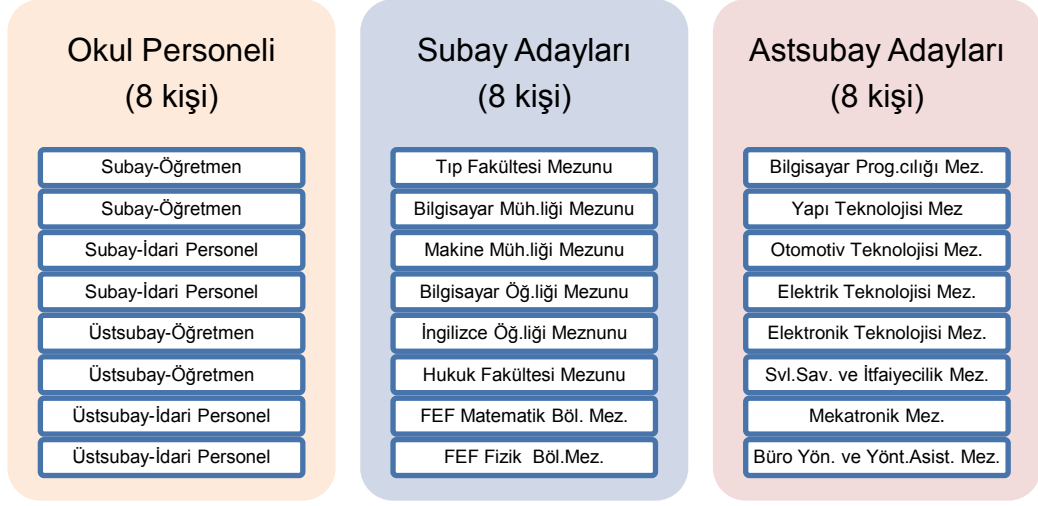 Okul Personeli
(8 kişi)
Subay-Öğretmen
Subay-Öğretmen
Subay-İdari Personel
Subay-İdari Personel
Üstsubay-Öğretmen
Üstsubay-Öğretmen
Üstsubay-İdari Personel
Üstsubay-İdari Personel
Subay Adayları
(8 kişi)
Tıp Fakültesi Mezunu
Bilgisayar Müh.liği Mezunu
Makine Müh.liği Mezunu
Bilgisayar Öğ.liği Mezunu
İngilizce Öğ.liği Meznunu
Hukuk Fakültesi Mezunu
FEF Matematik Böl. Mez.
FEF Fizik Böl.Mez.
Astsubay Adayları
(8 kişi)
Bilgisayar Prog.cılığı Mez.
Yapı Teknolojisi Mez
Otomotiv Teknolojisi Mez.
Elektrik Teknolojisi Mez.
Elektronik Teknolojisi Mez.
Svl.Sav. ve İtfaiyecilik Mez.
Mekatronik Mez.
Büro Yön. ve Yönt.Asist. Mez.